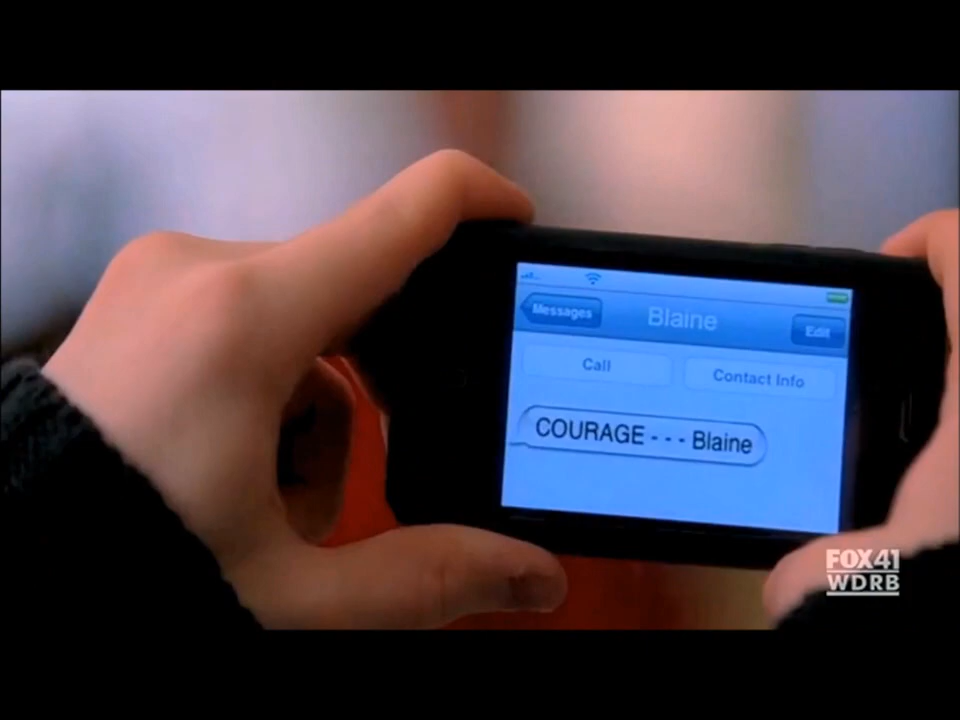 Messages
Blaine
Edit
Call
Contact Info
COURAGE - - - Blaine
FOX41
WDRB